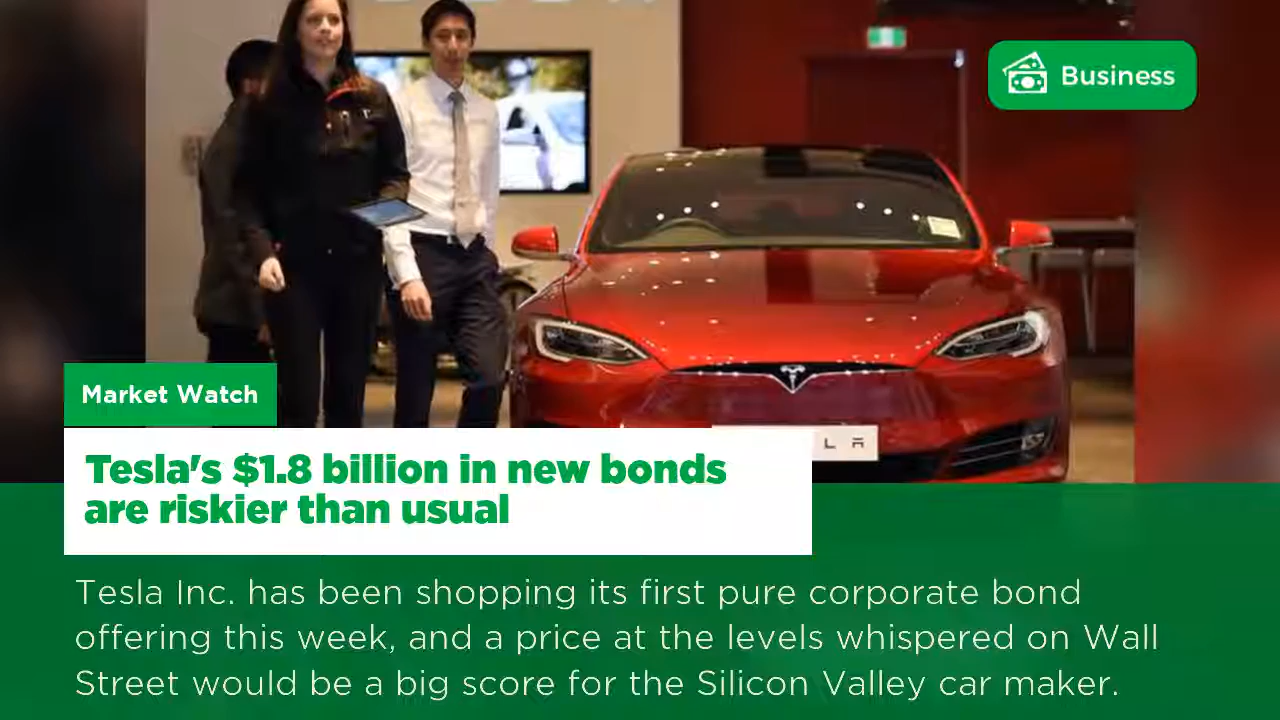 Business
L A
Market Watch
Tesla's $1.8 billion in new bonds
are riskier than usual
Tesla Inc. has been shopping its first pure corporate bond
offering this week, and a price at the levels whispered on Wall
Street would be a big score for the Silicon Valley car maker.